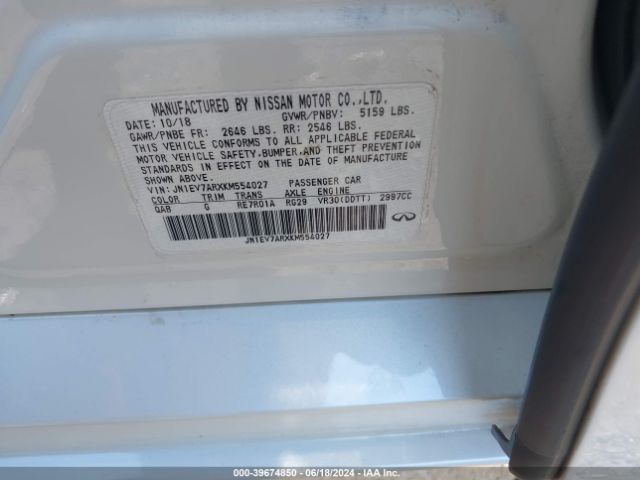 MANUFACTURED BY NISSAN MOTOR CO.,LTD.
DATE: 10/18 GVWR/PNBV: 5159 LBS.
GAWR/PNBE FR: 2646 LBS. RR: 2546 LBS.
THIS VEHICLE CONFORMS TO ALL APPLICABLE FEDERAL
MOTOR VEHICLE SAFETY,BUMPER,AND THEFT PREVENTION
STANDARDS IN EFFECT ON THE DATE OF MANUFACTURE
SHOWN ABOVE.
VIN: JN1EV7ARXKM554027 PASSENGER CAR
COLOR TRIM TRANS AXLE ENGINE
QAB G RE7R01A RG29 VR30(DDTT) 2997CC
JN1EV7ARXKM554027
000-39674850 - 06/18/2024 - IAA Inc.